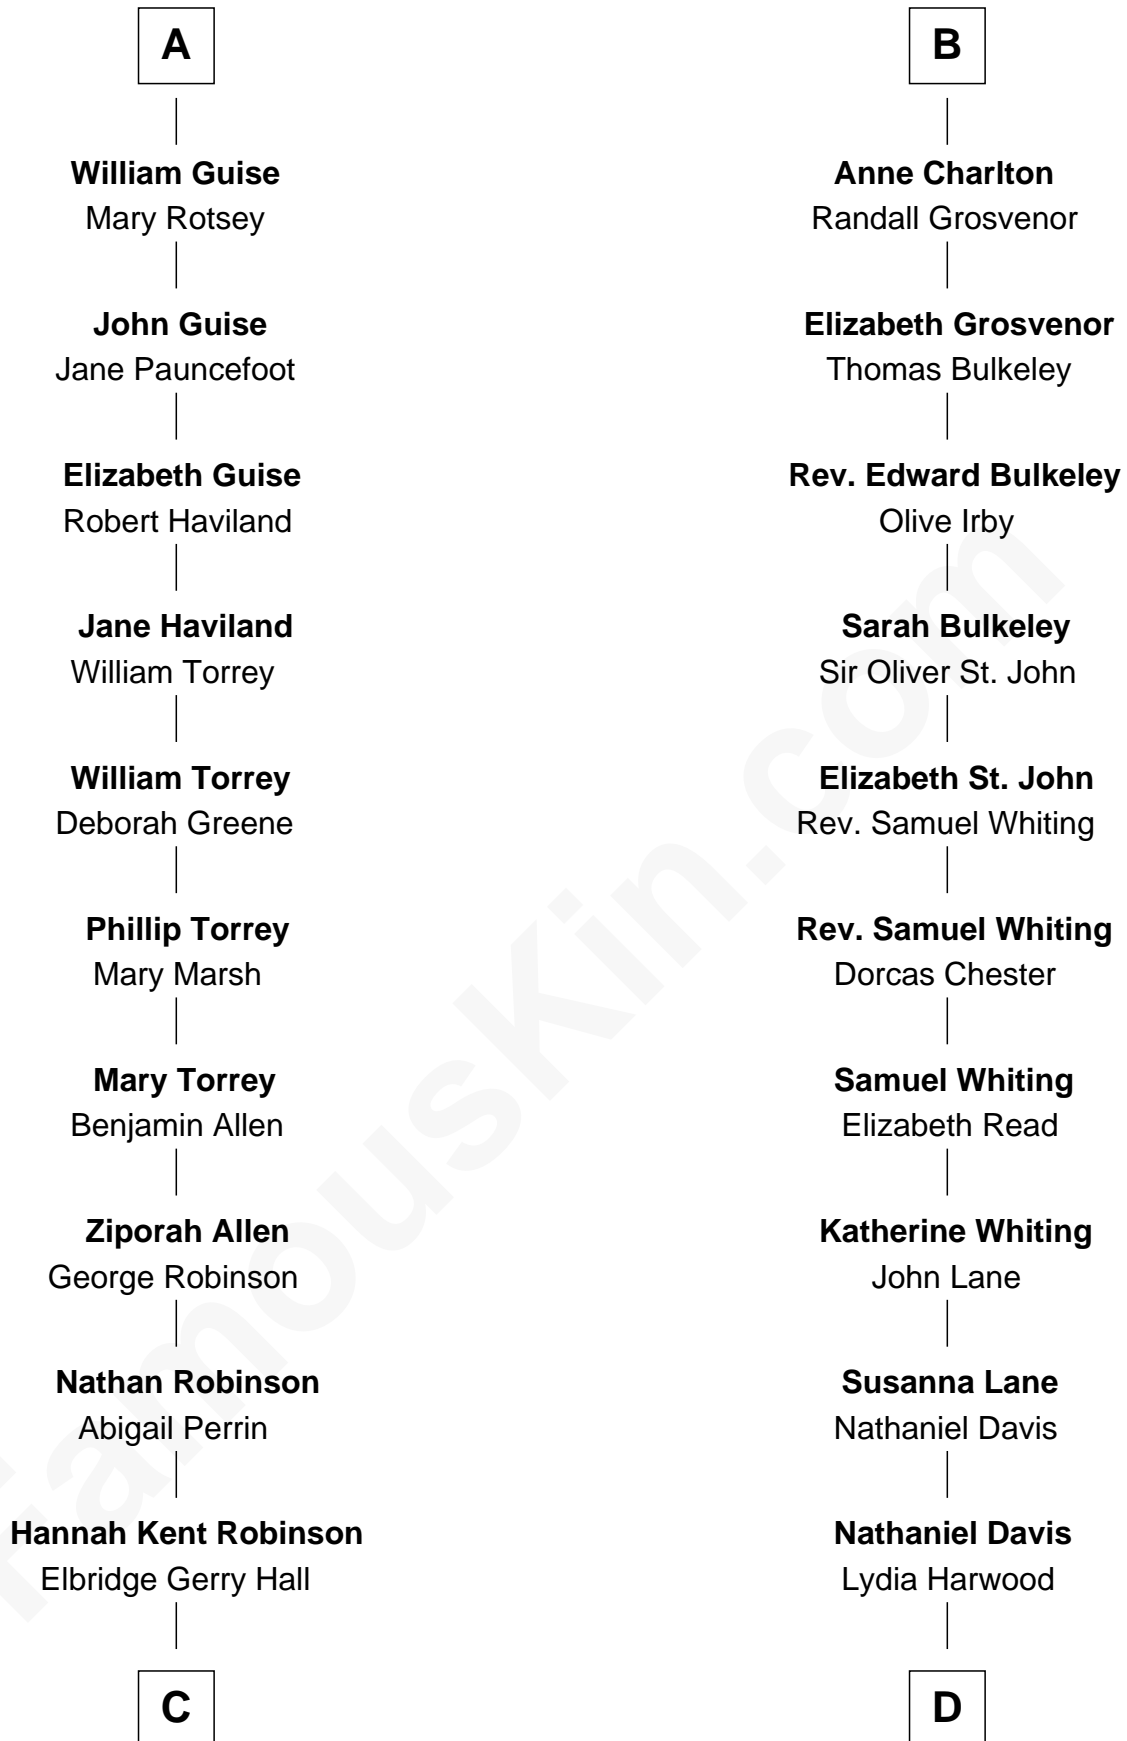 A
William Guise
Mary Rotsey
John Guise
Jane Pauncefoot
Elizabeth Guise
Robert Haviland
Jane Haviland
William Torrey
William Torrey
Deborah Greene
Phillip Torrey
Mary Marsh
Mary Torrey
Benjamin Allen
Ziporah Allen
George Robinson
Nathan Robinson
Abigail Perrin
Hannah Kent Robinson
Elbridge Gerry Hall
C
B
Anne Charlton
Randall Grosvenor
Elizabeth Grosvenor
Thomas Bulkeley
Rev. Edward Bulkeley
Olive Irby
Sarah Bulkeley
Sir Oliver St. John
Elizabeth St. John
Rev. Samuel Whiting
Rev. Samuel Whiting
Dorcas Chester
Samuel Whiting
Elizabeth Read
Katherine Whiting
John Lane
Susanna Lane
Nathaniel Davis
Nathaniel Davis
Lydia Harwood
D
FamousKin.com